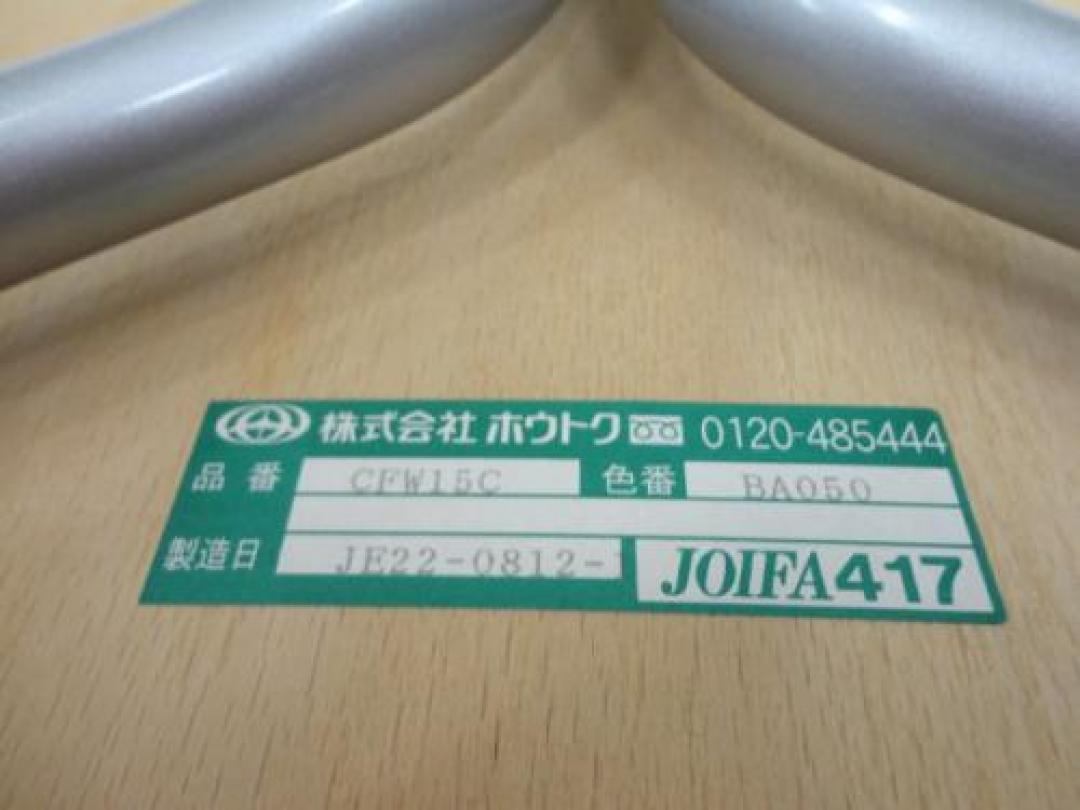 株式会社 ホウトク 0120-485444
品番 CFW15C 色番 BA050
製造日 JE22-0812-1 JOIFA417